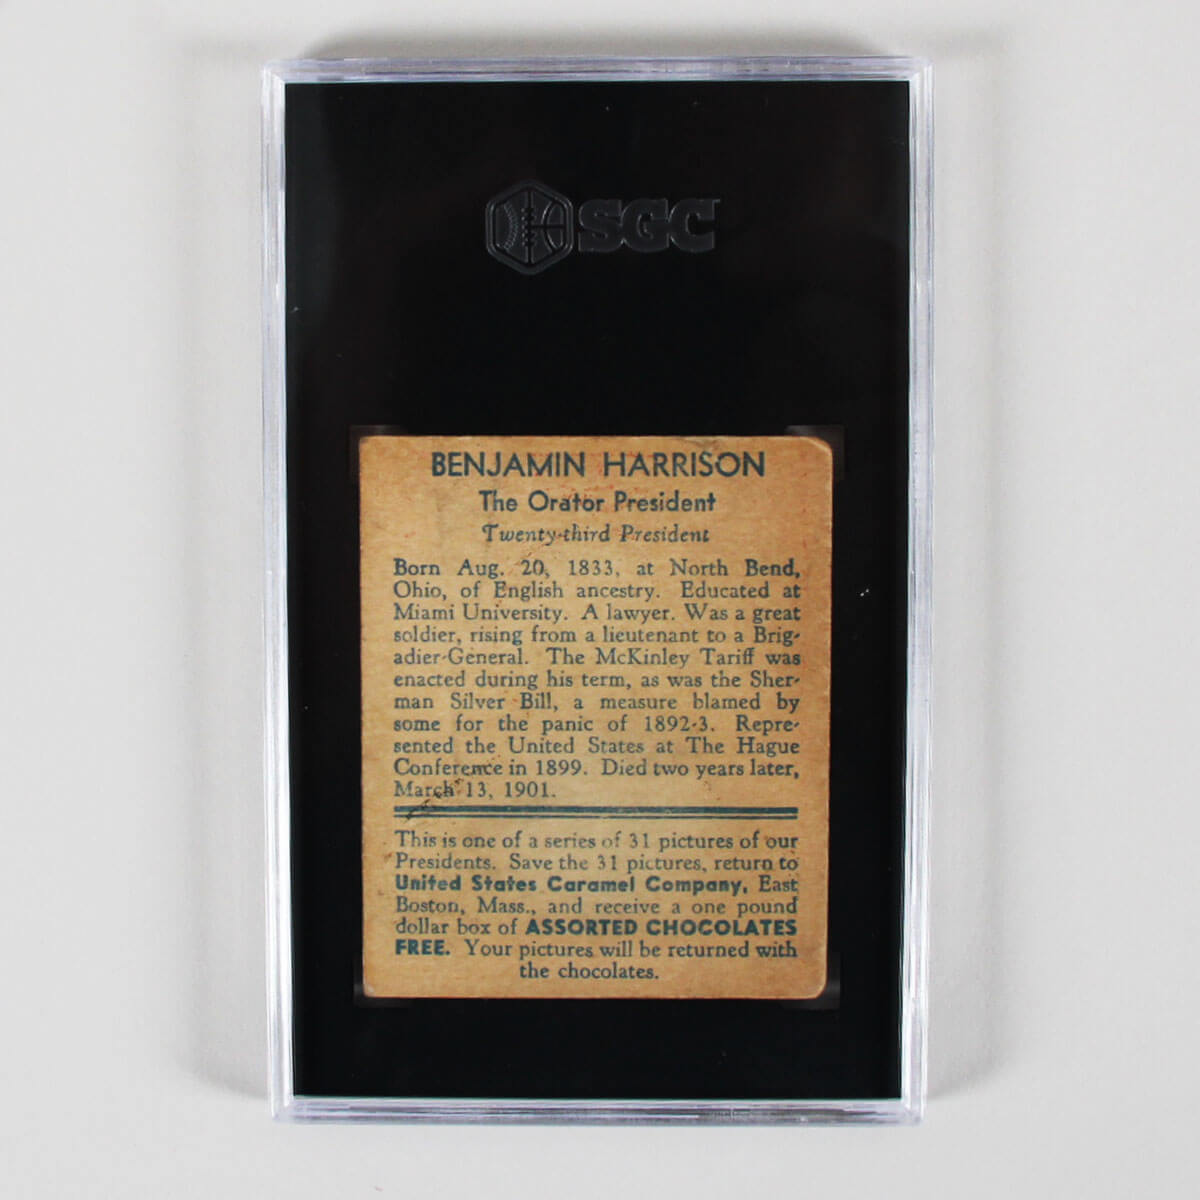 SGC
BENJAMIN HARRISON
The Orator President
Twenty-third President
Born Aug. 20, 1833, at North Bend,
Ohio, of English ancestry. Educated at
Miami University. A lawyer. Was a great
soldier, rising from a lieutenant to a Brig-
adier-General. The McKinley Tariff was
enacted during his term, as was the Sher-
man Silver Bill, a measure blamed by
some for the panic of 1892-3. Repre-
sented the United States at The Hague
Conference in 1899. Died two years later,
March 13, 1901.
This is one of a series of 31 pictures of our
Presidents. Save the 31 pictures, return to
United States Caramel Company, East
Boston, Mass., and receive a one pound
dollar box of ASSORTED CHOCOLATES
FREE. Your pictures will be returned with
the chocolates.